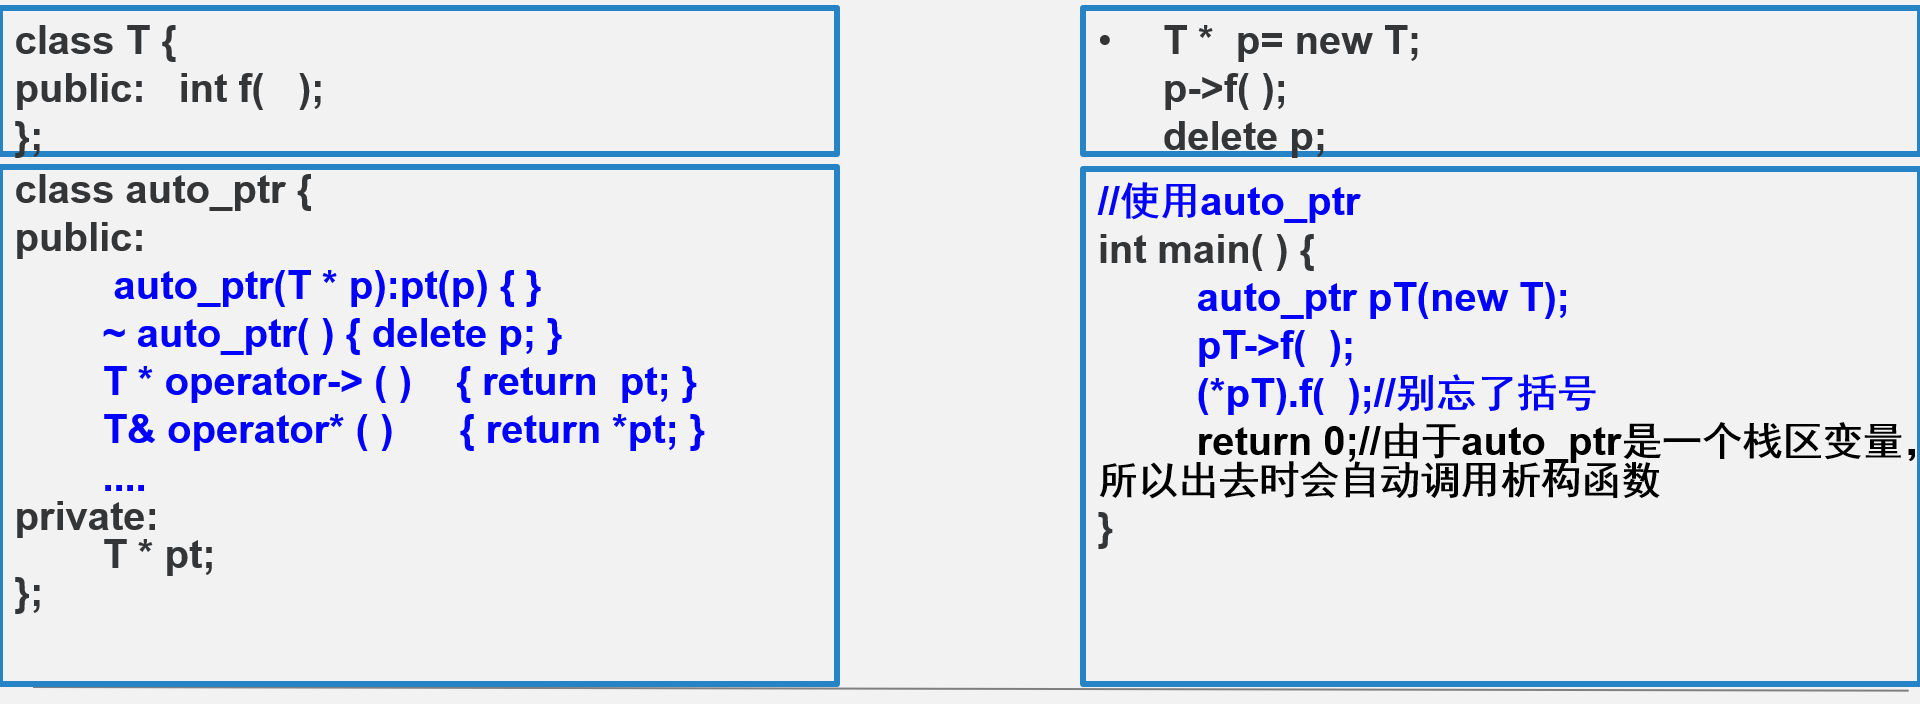 class T {
public:   int f(   );
};
class auto_ptr {
public:
auto_ptr(T * p):pt(p) { }
~ auto_ptr( ) { delete p; }
T * operator-> ( )    { return  pt; }
T& operator* ( )      { return *pt; }
....
private:
T * pt;
};
• T *  p= new T;
p->f( );
delete p;
//使用auto_ptr
int main( ) {
auto_ptr pT(new T);
pT->f(  );
(*pT).f(  );//别忘了括号
return 0;//由于auto_ptr是一个栈区变量，
所以出去时会自动调用析构函数
}